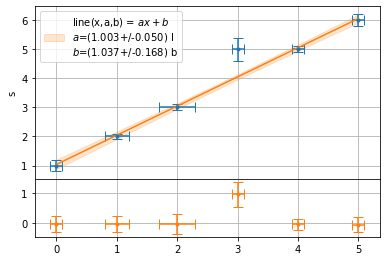 line(x,a,b) = ax + b
a=(1.003+/-0.050) l
b=(1.037+/-0.168) b
s
6
5
4
3
2
1
1
0
0 1 2 3 4 5